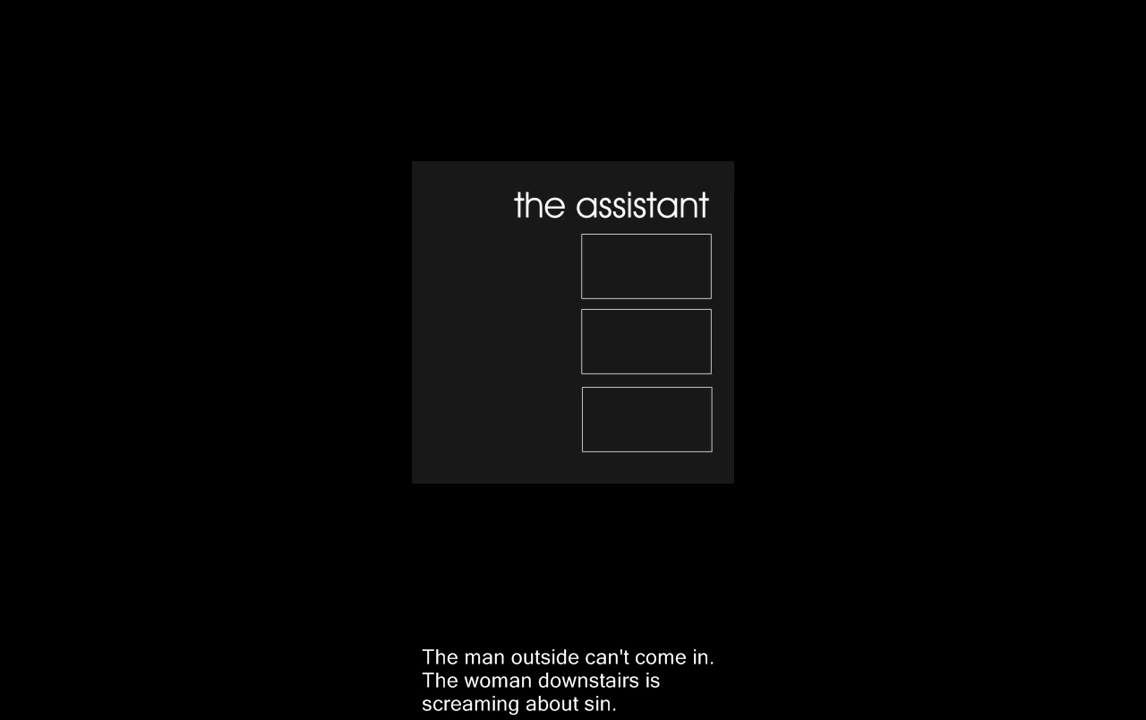 the assistant
The man outside can't come in.
The woman downstairs is
screaming about sin.